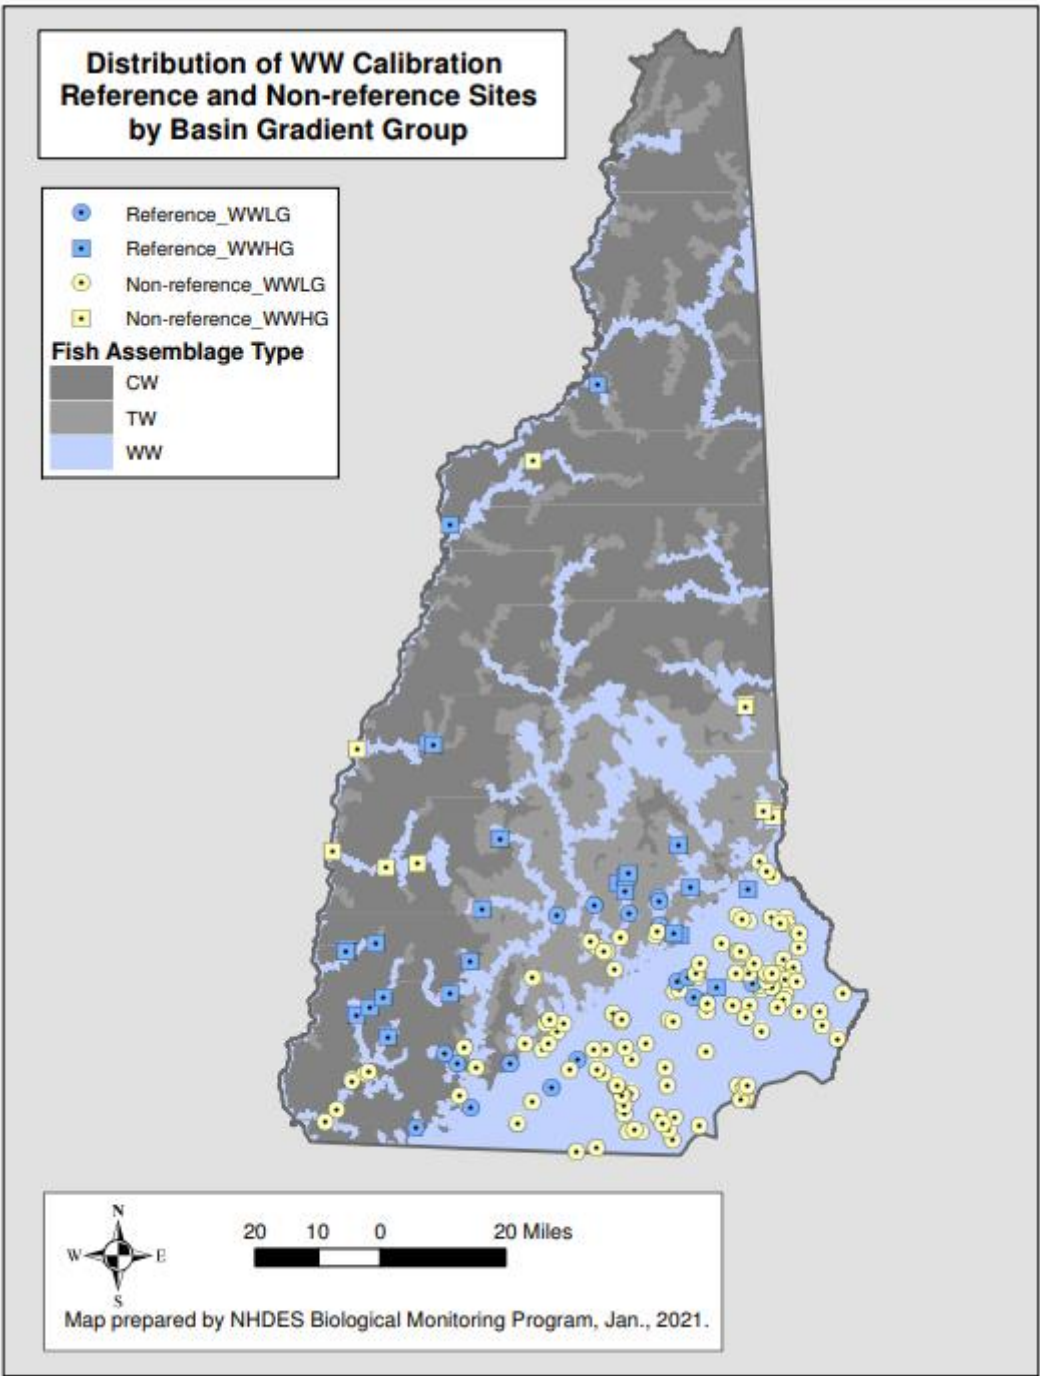 Distribution of WW Calibration
Reference and Non-reference Sites
by Basin Gradient Group
Reference_WWLG
Reference_WWHG
Non-reference_WWLG
Non-reference_WWHG
Fish Assemblage Type
CW
TW
WW
N
W E
S
20 10 0 20 Miles
Map prepared by NHDES Biological Monitoring Program, Jan., 2021.